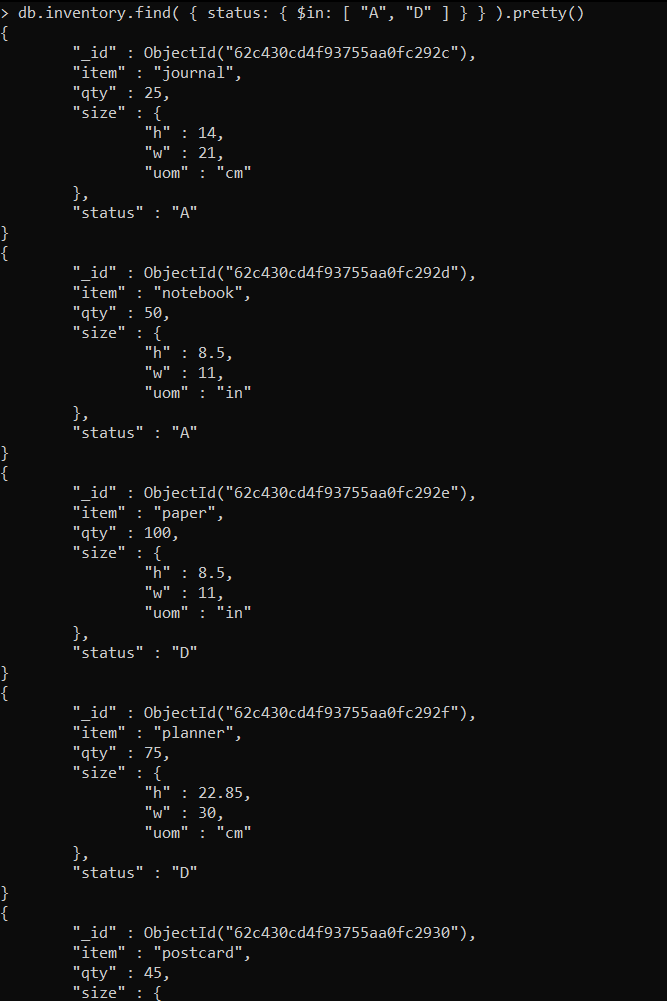 > db.inventory.find( { status: { $in: [ "A", "D" ] } } ).pretty()
{
        "_id" : ObjectId("62c430cd4f93755aa0fc292c"),
        "item" : "journal",
        "qty" : 25,
        "size" : {
                "h" : 14,
                "w" : 21,
                "uom" : "cm"
        },
        "status" : "A"
}
{
        "_id" : ObjectId("62c430cd4f93755aa0fc292d"),
        "item" : "notebook",
        "qty" : 50,
        "size" : {
                "h" : 8.5,
                "w" : 11,
                "uom" : "in"
        },
        "status" : "A"
}
{
        "_id" : ObjectId("62c430cd4f93755aa0fc292e"),
        "item" : "paper",
        "qty" : 100,
        "size" : {
                "h" : 8.5,
                "w" : 11,
                "uom" : "in"
        },
        "status" : "D"
}
{
        "_id" : ObjectId("62c430cd4f93755aa0fc292f"),
        "item" : "planner",
        "qty" : 75,
        "size" : {
                "h" : 22.85,
                "w" : 30,
                "uom" : "cm"
        },
        "status" : "D"
}
{
        "_id" : ObjectId("62c430cd4f93755aa0fc2930"),
        "item" : "postcard",
        "qty" : 45,
        "size" : {